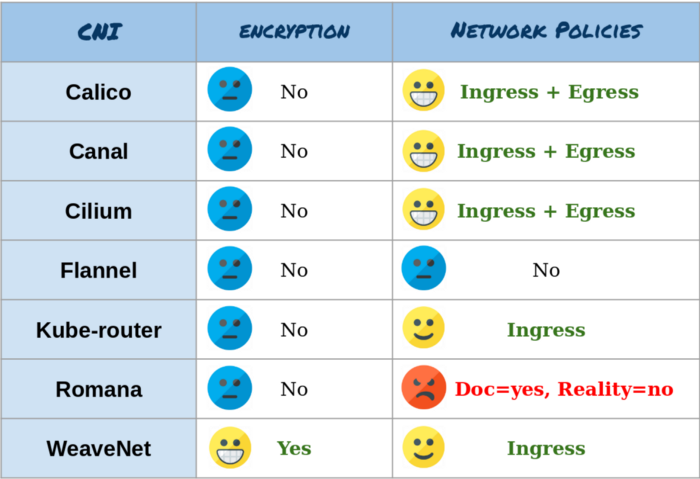 CNI ENCRYPTION NETWORK POLICIES
Calico No Ingress + Egress
Canal No Ingress + Egress
Cilium No Ingress + Egress
Flannel No No
Kube-router No Ingress
Romana No Doc=yes, Reality=no
WeaveNet Yes Ingress